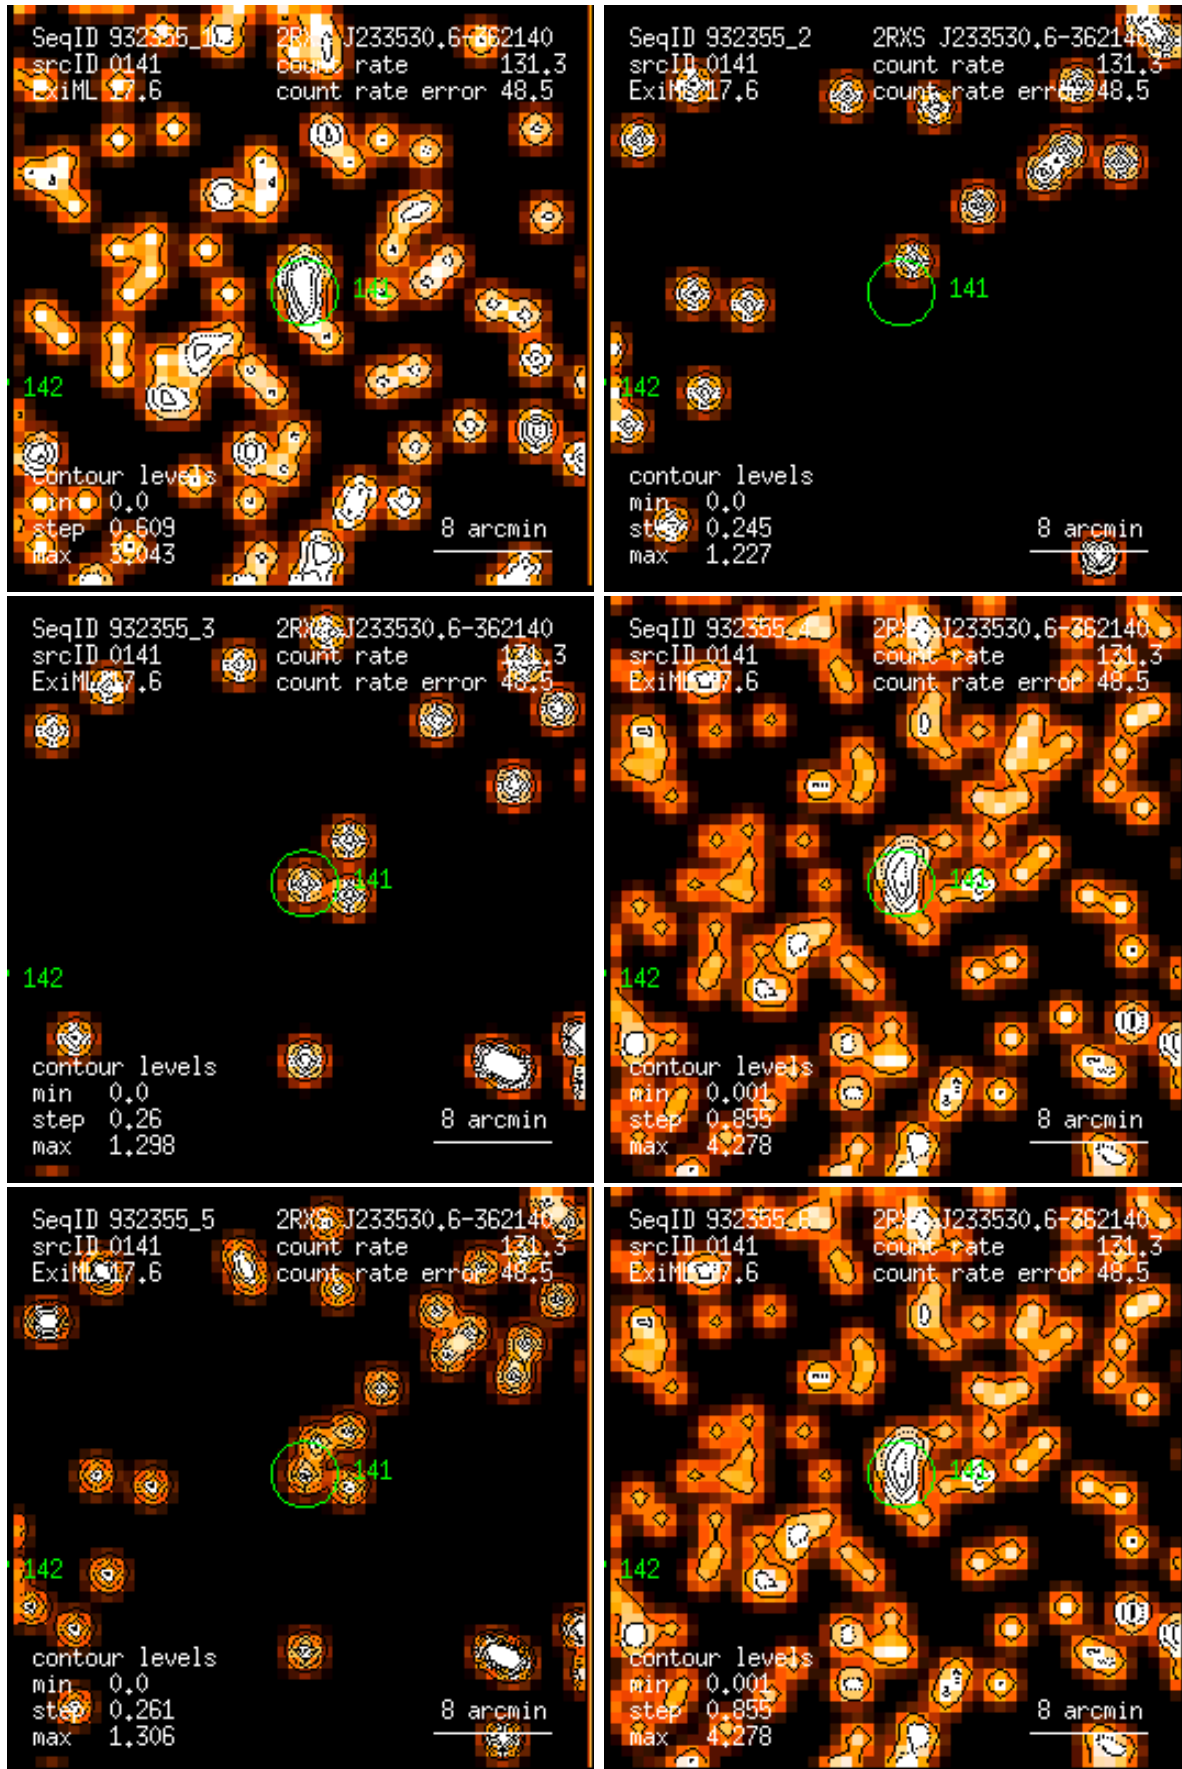 SeqID 932355_1 2RXS J233530.6-362140
srcID 0141 count rate 131.3
ExiML 17.6 count rate error 48.5
141
142
contour levels
min 0.0
step 0.609
max 3.043
8 arcmin
SeqID 932355_2 2RXS J233530.6-362140
srcID 0141 count rate 131.3
ExiML 17.6 count rate error 48.5
141
142
contour levels
min 0.0
step 0.245
max 1.227
8 arcmin
SeqID 932355_3 2RXS J233530.6-362140
srcID 0141 count rate 131.3
ExiML 17.6 count rate error 48.5
141
142
contour levels
min 0.0
step 0.26
max 1.298
8 arcmin
SeqID 932355_4 2RXS J233530.6-362140
srcID 0141 count rate 131.3
ExiML 17.6 count rate error 48.5
141
142
contour levels
min 0.001
step 0.855
max 4.278
8 arcmin
SeqID 932355_5 2RXS J233530.6-362140
srcID 0141 count rate 131.3
ExiML 17.6 count rate error 48.5
141
142
contour levels
min 0.0
step 0.261
max 1.306
8 arcmin
SeqID 932355_6 2RXS J233530.6-362140
srcID 0141 count rate 131.3
ExiML 17.6 count rate error 48.5
141
142
contour levels
min 0.001
step 0.855
max 4.278
8 arcmin